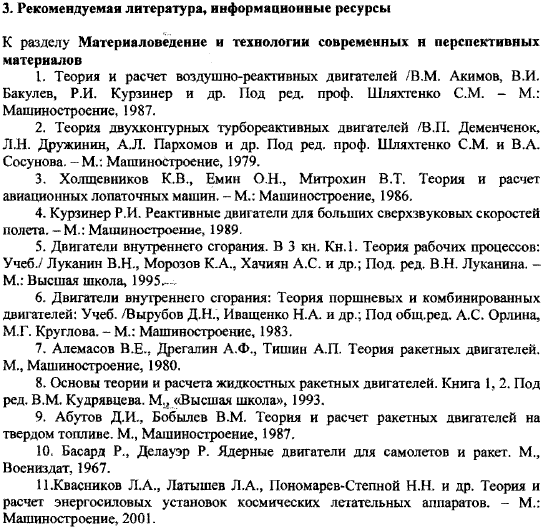 3. Рекомендуемая литература, информационные ресурсы
К разделу Материаловедение и технологии современных н перспективных
материалов
1. Теория и расчет воздушно-реактивных двигателей /В.М. Акимов, В.И.
Бакулев, Р.И. Курзинер и др. Под ред. проф. Шляхтенко С.М. – М.:
Машиностроение, 1987.
2. Теория двухконтурных турбореактивных двигателей /В.П. Деменченок,
Л.Н. Дружинин, А.Л. Пархомов и др. Под ред. проф. Шляхтенко С.М. и В.А.
Сосунова. – М.: Машиностроение, 1979.
3. Холщевников К.В., Емин О.Н., Митрохин В.Т. Теория и расчет
авиационных лопаточных машин. – М.: Машиностроение, 1986.
4. Курзинер Р.И. Реактивные двигатели для больших сверхзвуковых скоростей
полета. – М.: Машиностроение, 1989.
5. Двигатели внутреннего сгорания. В 3 кн. Кн.1. Теория рабочих процессов:
Учеб./ Луканин В.Н., Морозов К.А., Хачиян А.С. и др.; Под. ред. В.Н. Луканина. –
М.: Высшая школа, 1995.
6. Двигатели внутреннего сгорания: Теория поршневых и комбинированных
двигателей: Учеб. /Вырубов Д.Н., Иващенко Н.А. и др.; Под общ.ред. А.С. Орлина,
М.Г. Круглова. – М.: Машиностроение, 1983.
7. Алемасов В.Е., Дрегалин А.Ф., Тишин А.П. Теория ракетных двигателей.
М., Машиностроение, 1980.
8. Основы теории и расчета жидкостных ракетных двигателей. Книга 1, 2. Под
ред. В.М. Кудрявцева. М., «Высшая школа», 1993.
9. Абутов Д.И., Бобылев В.М. Теория и расчет ракетных двигателей на
твердом топливе. М., Машиностроение, 1987.
10. Басард Р., Делауэр Р. Ядерные двигатели для самолетов и ракет. М.,
Воениздат, 1967.
11.Квасников Л.А., Латышев Л.А., Пономарев-Степной Н.Н. и др. Теория и
расчет энергосиловых установок космических летательных аппаратов. – М.:
Машиностроение, 2001.